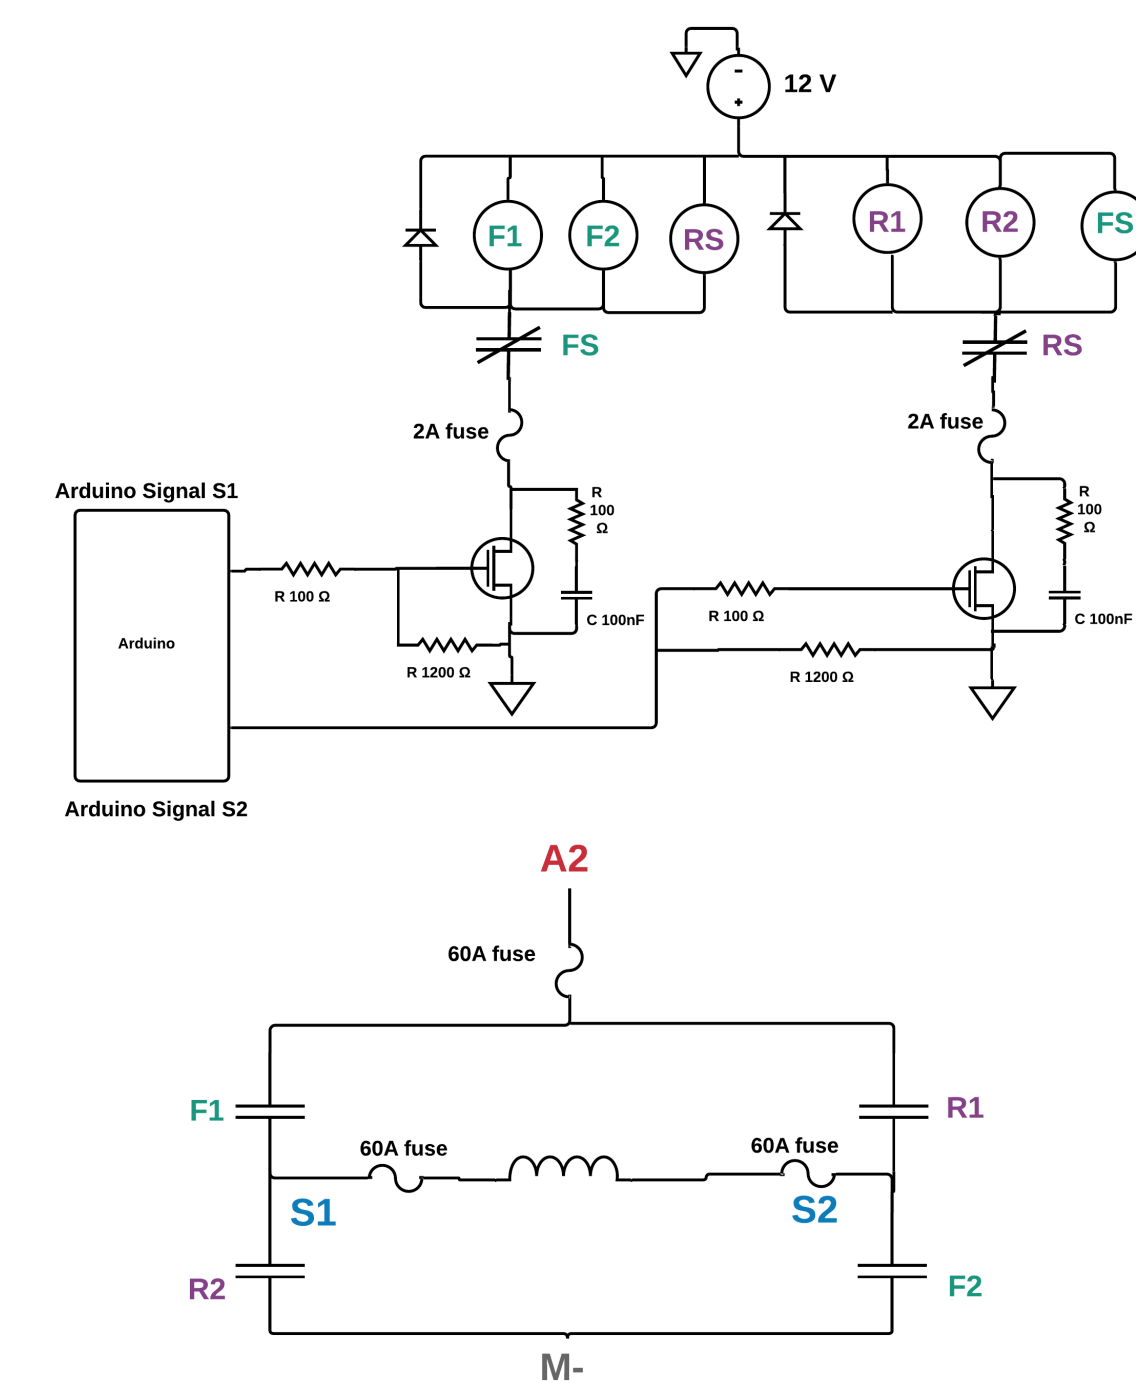 -
+
12 V
F1
F2
RS
R1
R2
FS
FS
RS
2A fuse
2A fuse
Arduino Signal S1
R
100
Ω
R
100
Ω
R 100 Ω
C 100nF
R 100 Ω
C 100nF
Arduino
R 1200 Ω
R 1200 Ω
Arduino Signal S2
A2
60A fuse
F1
R1
60A fuse
60A fuse
S1
S2
R2
F2
M-